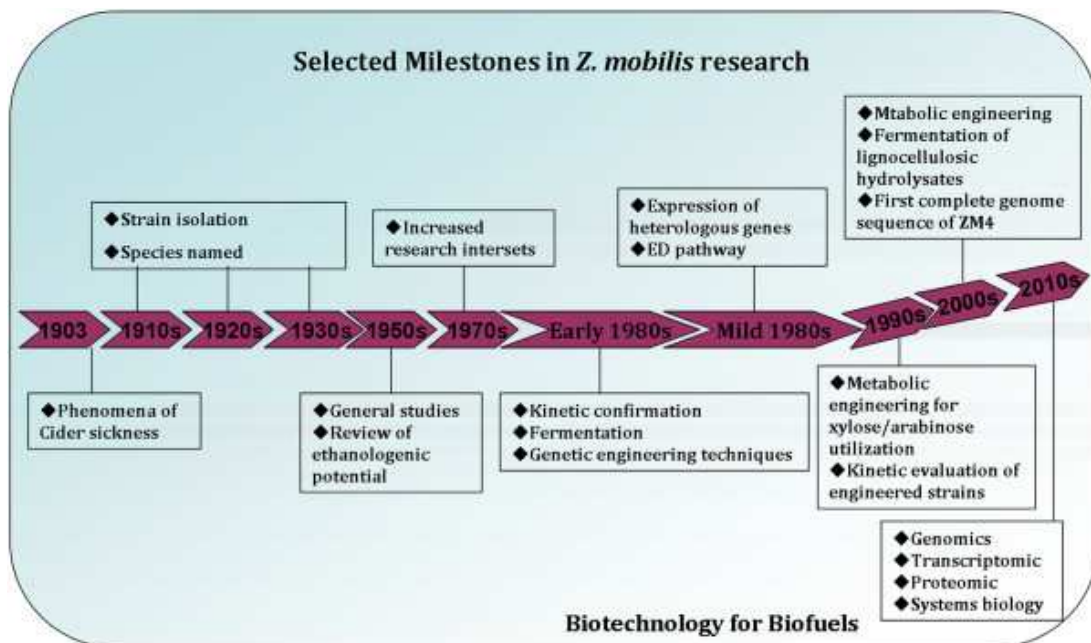 Selected Milestones in Z. mobilis research
◆Strain isolation
◆Species named
◆Increased
research intersets
◆Expression of
heterologous genes
◆ED pathway
◆Mtabolic engineering
◆Fermentation of
lignocellulosic
hydrolysates
◆First complete genome
sequence of ZM4
1903
1910s
1920s
1930s
1950s
1970s
Early 1980s
Mild 1980s
1990s
2000s
2010s
◆Phenomena of
Cider sickness
◆General studies
◆Review of
ethanologenic
potential
◆Kinetic confirmation
◆Fermentation
◆Genetic engineering techniques
◆Metabolic
engineering for
xylose/arabinose
utilization
◆Kinetic evaluation of
engineered strains
◆Genomics
◆Transcriptomic
◆Proteomic
◆Systems biology
Biotechnology for Biofuels